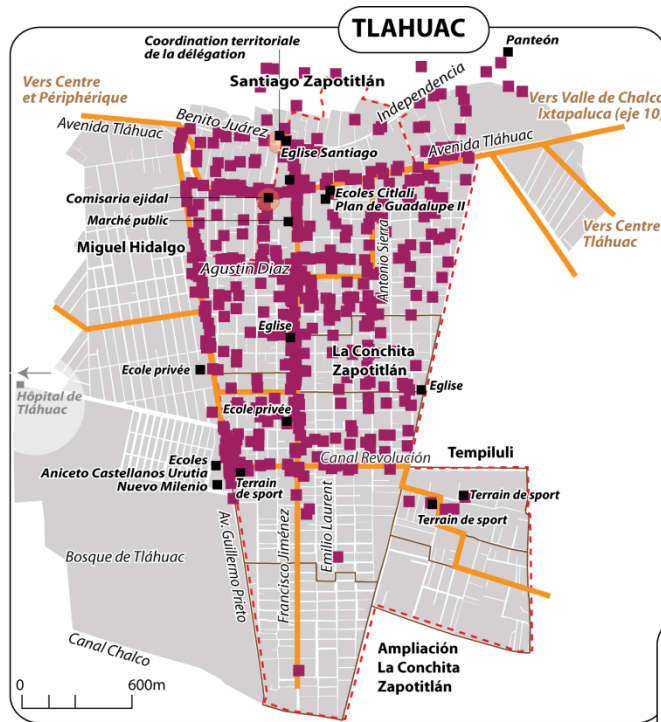 TLAHUAC
Coordination territoriale
de la délégation
Panteón
Santiago Zapotitlán
Vers Centre
et Périphérique
Independencia
Vers Valle de Chalco
Ixtapaluca (eje 10)
Benito Juárez
Avenida Tláhuac
Avenida Tláhuac
Eglise Santiago
Comisaria ejidal
Ecoles Citlali
Plan de Guadalupe II
Marché public
Antonio Sierra
Vers Centre
Tláhuac
Miguel Hidalgo
Agustin Diaz
Eglise
La Conchita
Zapotitlán
Ecole privée
Eglise
Hôpital de
Tláhuac
Ecole privée
Canal Revolución
Templiluli
Ecoles
Aniceto Castellanos Urutia
Nuevo Milenio
Terrain
de sport
Terrain de sport
Terrain de sport
Av. Guillermo Prieto
Francisco Jiménez
Emilio Laurent
Bosque de Tláhuac
Canal Chalco
Ampliación
La Conchita
Zapotitlán
0 600m